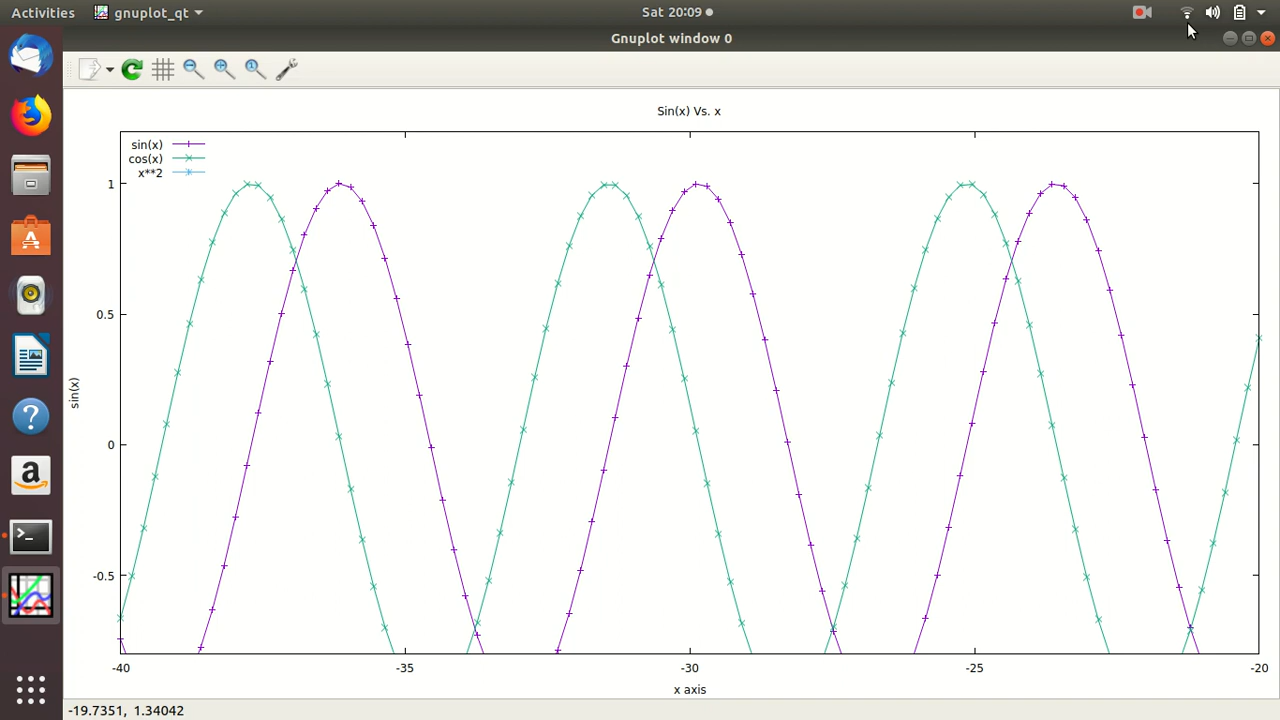 Activities gnuplot_qt Sat 20:09
Gnuplot window 0
Sin(x) Vs. x
sin(x)
cos(x)
x**2
1
0.5
0
-0.5
sin(x)
-40 -35 -30 -25 -20
x axis
-19.7351, 1.34042